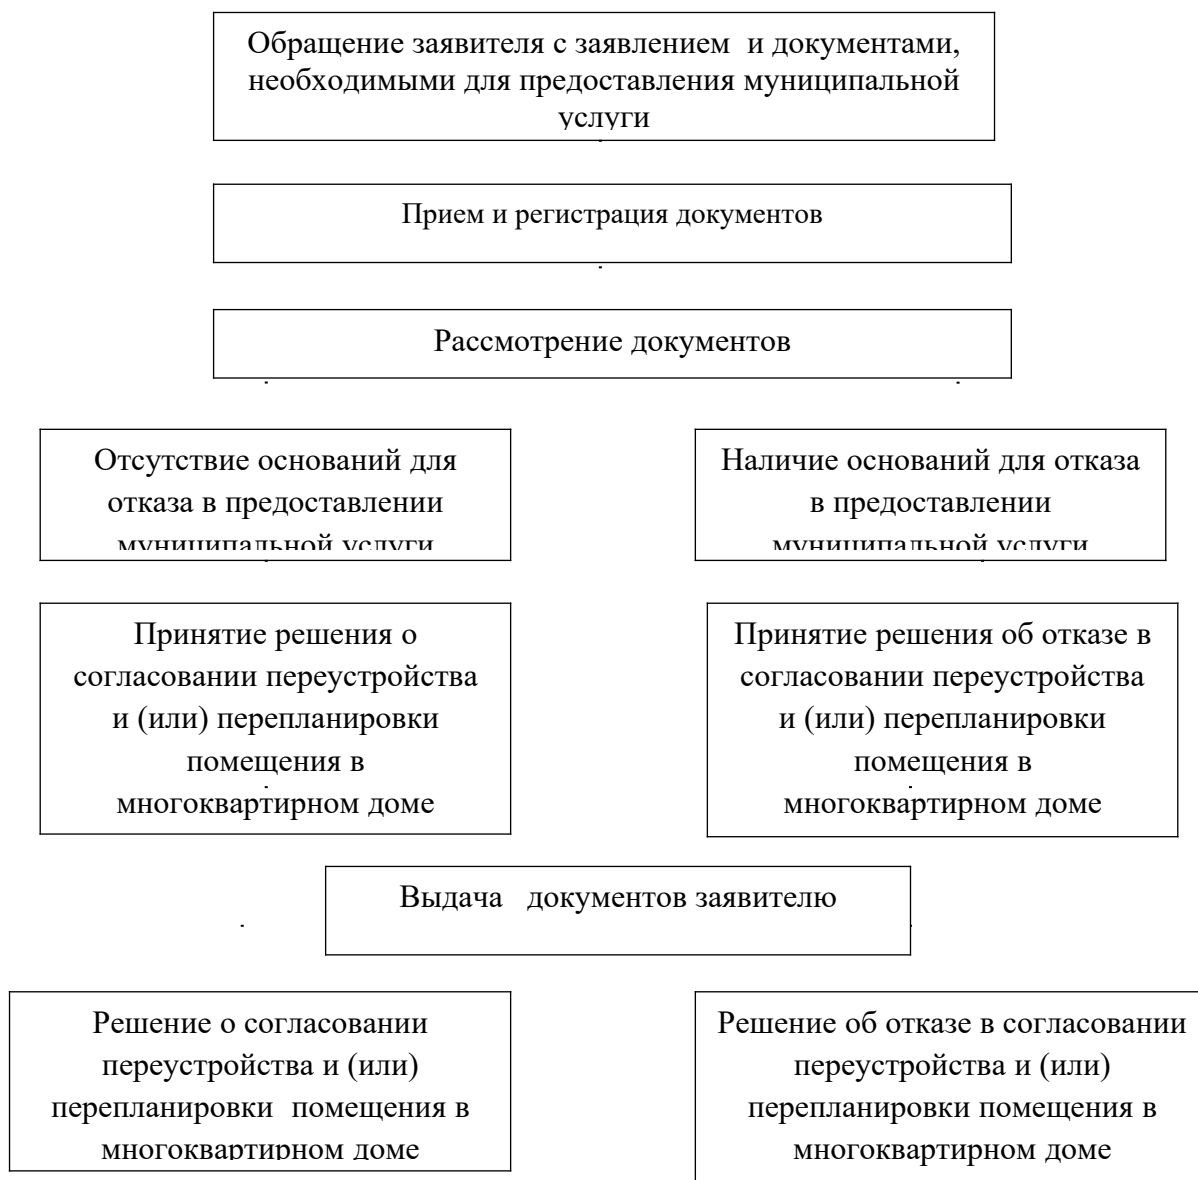 Обращение заявителя с заявлением и документами,
необходимыми для предоставления муниципальной
услуги
Прием и регистрация документов
Рассмотрение документов
Отсутствие оснований для
отказа в предоставлении
муниципальной услуги
Наличие оснований для отказа
в предоставлении
муниципальной услуги
Принятие решения о
согласовании переустройства
и (или) перепланировки
помещения в
многоквартирном доме
Принятие решения об отказе в
согласовании переустройства
и (или) перепланировки
помещения в
многоквартирном доме
Выдача документов заявителю
Решение о согласовании
переустройства и (или)
перепланировки помещения в
многоквартирном доме
Решение об отказе в согласовании
переустройства и (или)
перепланировки помещения в
многоквартирном доме